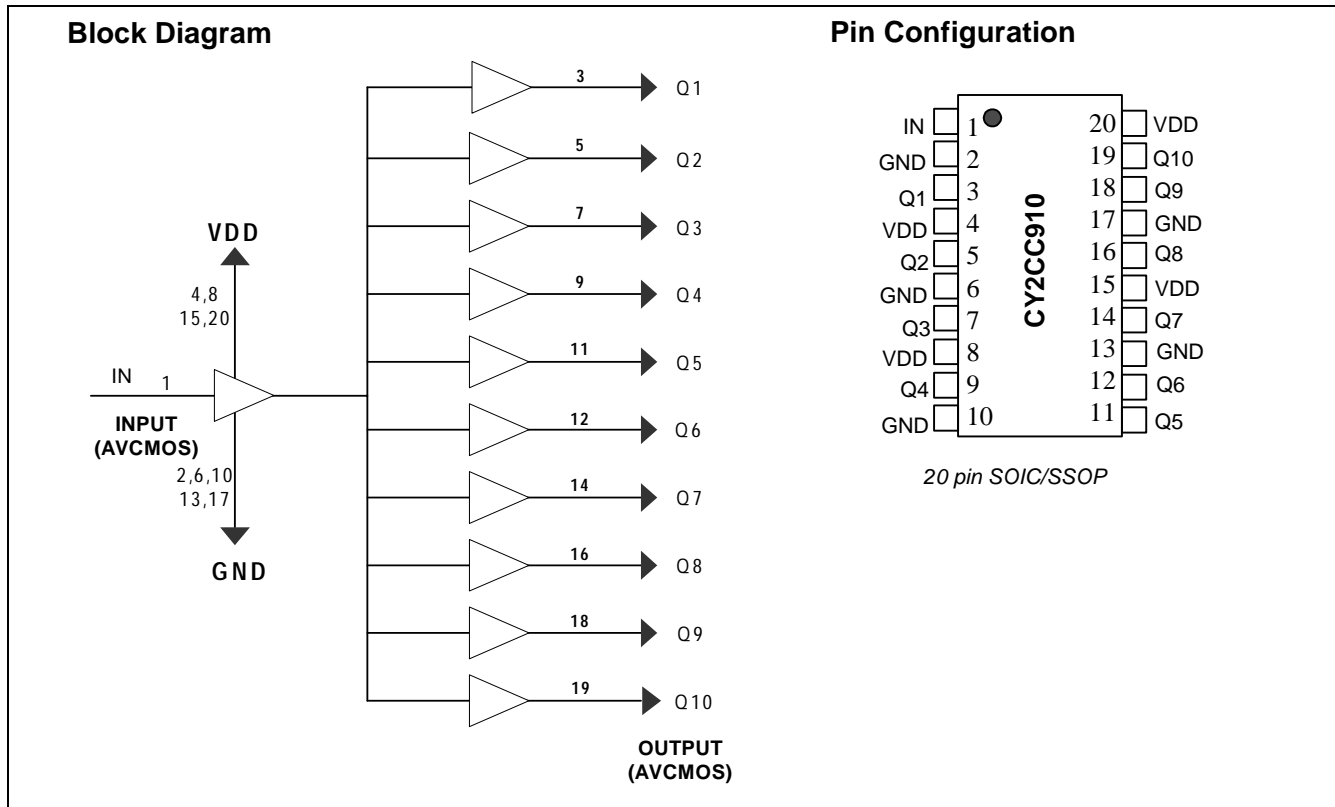 Block Diagram
3
Q1
5
Q2
7
Q3
VDD
4,8
15,20
9
Q4
11
Q5
IN 1
INPUT
(AVCMOS)
12
Q6
2,6,10
13,17
GND
14
Q7
16
Q8
18
Q9
19
Q10
OUTPUT
(AVCMOS)
Pin Configuration
IN 1 20 VDD
GND 2 19 Q10
Q1 3 18 Q9
VDD 4 17 GND
Q2 5 16 Q8
GND 6 15 VDD
Q3 7 14 Q7
VDD 8 13 GND
Q4 9 12 Q6
GND 10 11 Q5
CY2CC910
20 pin SOIC/SSOP